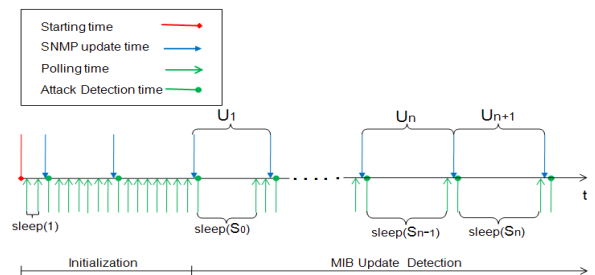 Starting time
SNMP update time
Polling time
Attack Detection time
U1 Un Un+1
t
sleep(1) sleep(S0) sleep(Sn-1) sleep(Sn)
Initialization MIB Update Detection